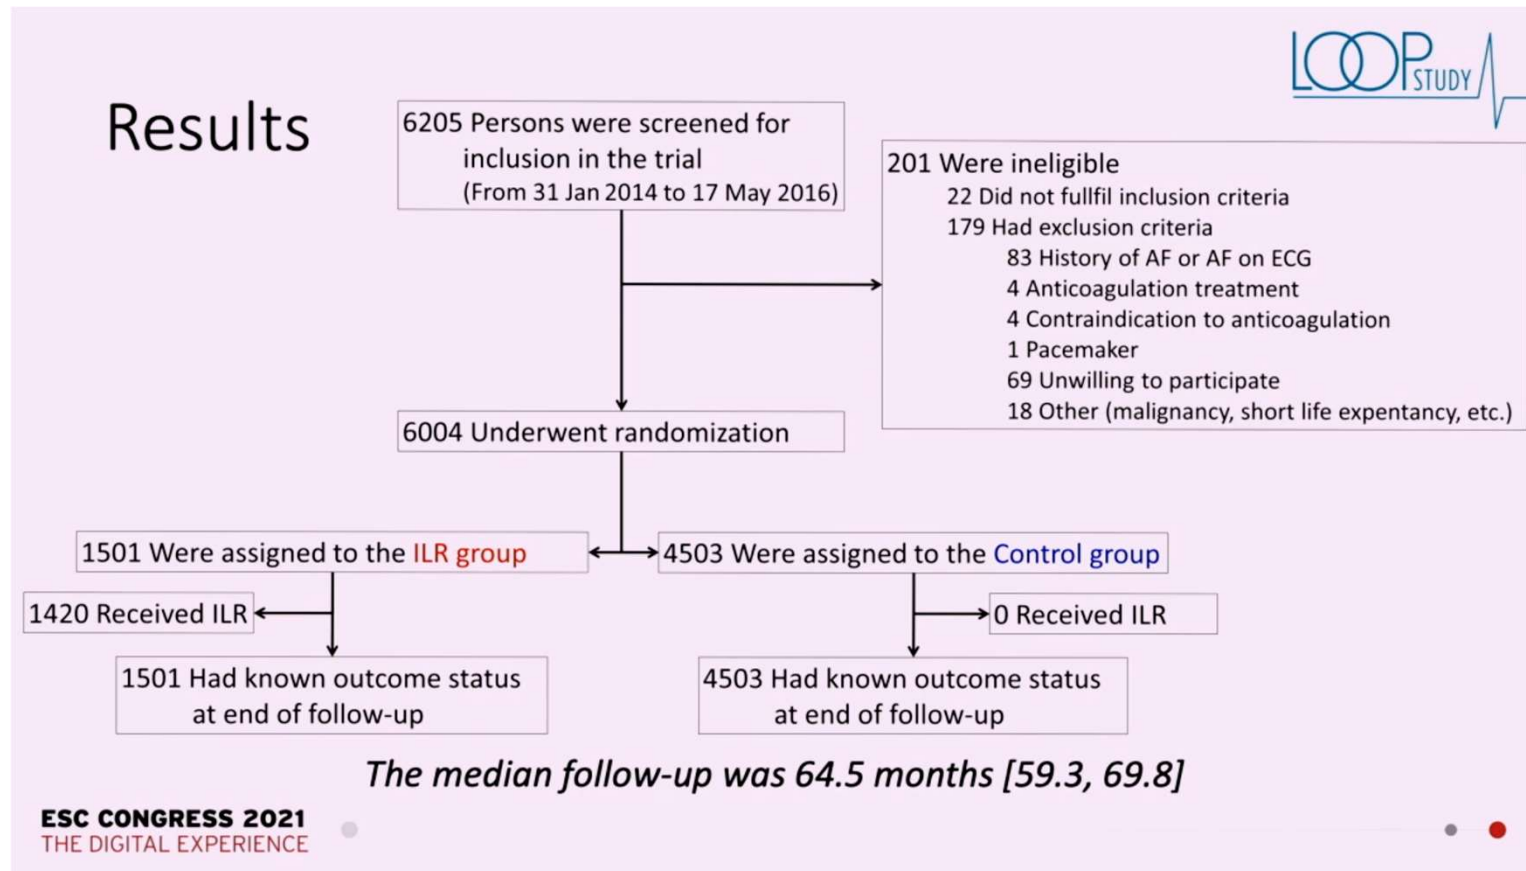 LOOP STUDY
Results
6205 Persons were screened for
inclusion in the trial
(From 31 Jan 2014 to 17 May 2016)
201 Were ineligible
22 Did not fullfil inclusion criteria
179 Had exclusion criteria
83 History of AF or AF on ECG
4 Anticoagulation treatment
4 Contraindication to anticoagulation
1 Pacemaker
69 Unwilling to participate
18 Other (malignancy, short life expentancy, etc.)
6004 Underwent randomization
1501 Were assigned to the ILR group
4503 Were assigned to the Control group
1420 Received ILR
0 Received ILR
1501 Had known outcome status
at end of follow-up
4503 Had known outcome status
at end of follow-up
The median follow-up was 64.5 months [59.3, 69.8]
ESC CONGRESS 2021
THE DIGITAL EXPERIENCE